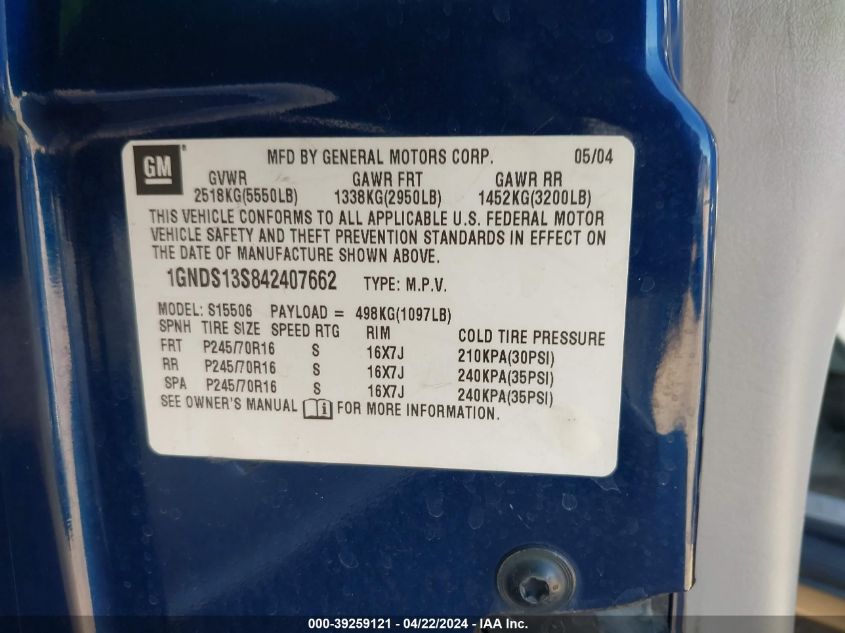 GM MFD BY GENERAL MOTORS CORP. 05/04
GVWR GAWR FRT GAWR RR
2518KG(5550LB) 1338KG(2950LB) 1452KG(3200LB)
THIS VEHICLE CONFORMS TO ALL APPLICABLE U.S. FEDERAL MOTOR
VEHICLE SAFETY AND THEFT PREVENTION STANDARDS IN EFFECT ON
THE DATE OF MANUFACTURE SHOWN ABOVE.
1GNDS13S842407662 TYPE: M.P.V.
MODEL: S15506 PAYLOAD = 498KG(1097LB)
SPNH TIRE SIZE SPEED RTG RIM COLD TIRE PRESSURE
FRT P245/70R16 S 16X7J 210KPA(30PSI)
RR P245/70R16 S 16X7J 240KPA(35PSI)
SPA P245/70R16 S 16X7J 240KPA(35PSI)
SEE OWNER'S MANUAL i FOR MORE INFORMATION.
000-39259121 - 04/22/2024 - IAA Inc.